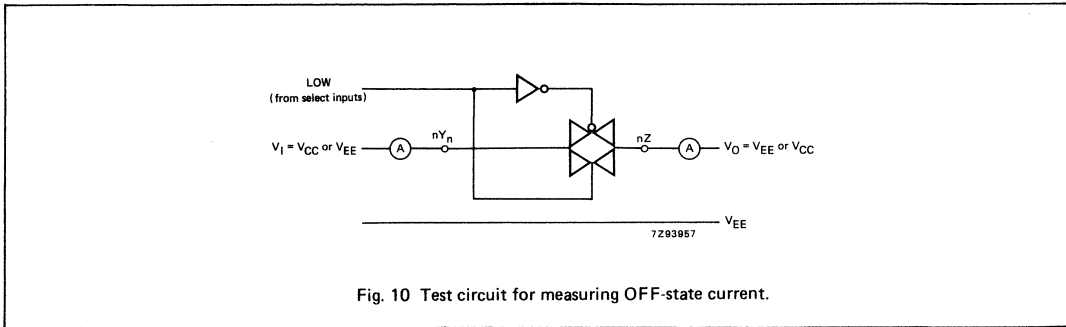 LOW
(from select inputs)
V_I = V_CC or V_EE A nY_n nZ A V_O = V_EE or V_CC
V_EE
7Z93957
Fig. 10 Test circuit for measuring OFF-state current.